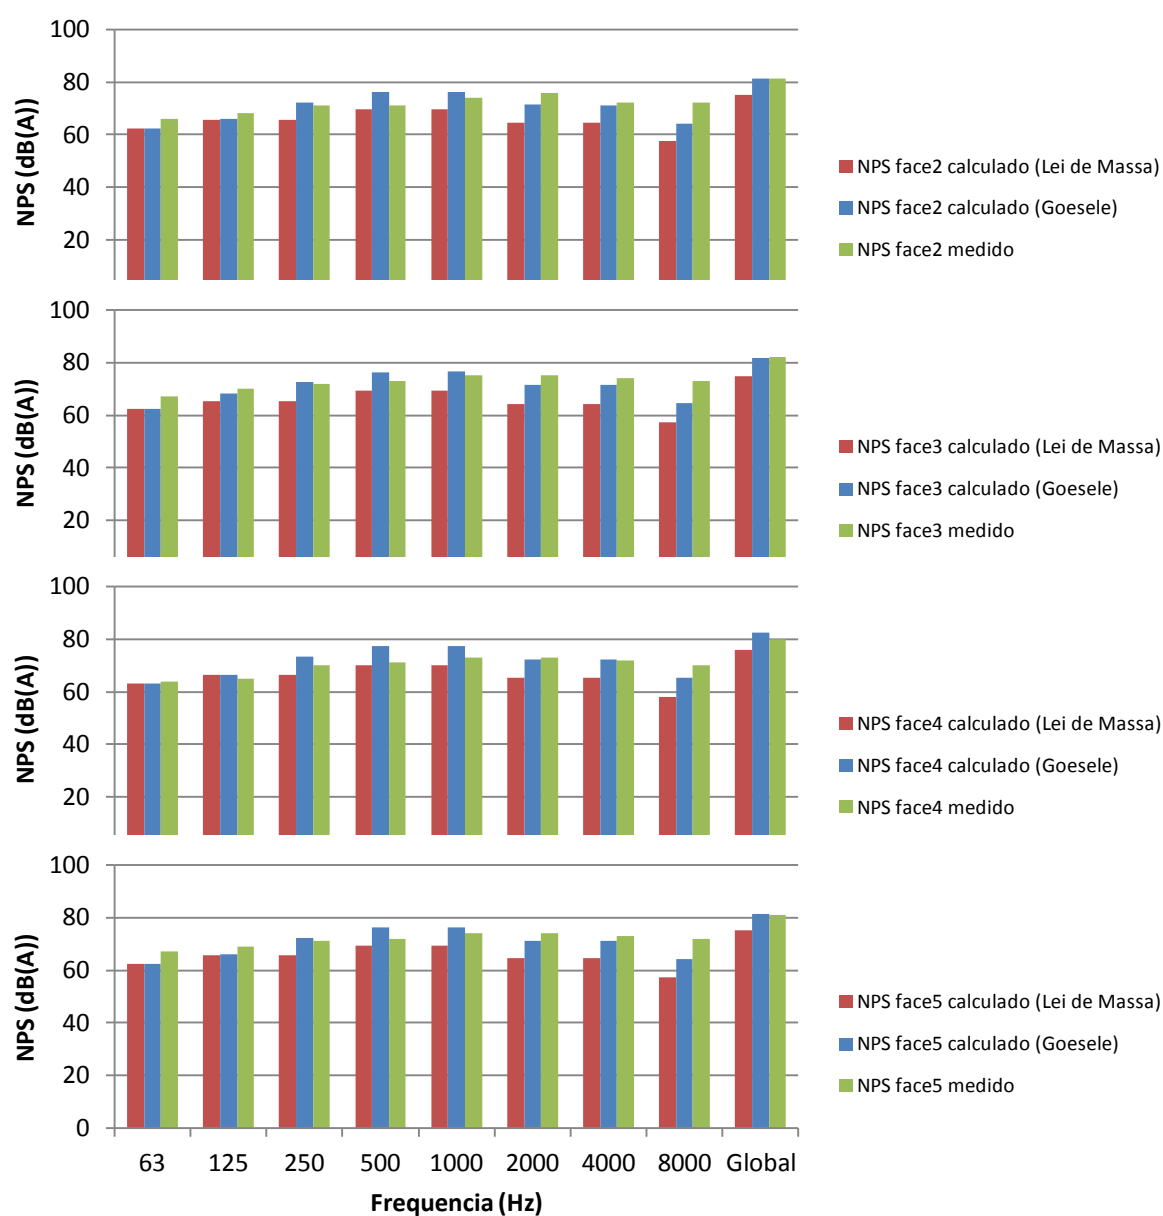 100
80
60
40
20
NPS (dB(A))
NPS face2 calculado (Lei de Massa)
NPS face2 calculado (Goesele)
NPS face2 medido
100
80
60
40
20
NPS (dB(A))
NPS face3 calculado (Lei de Massa)
NPS face3 calculado (Goesele)
NPS face3 medido
100
80
60
40
20
NPS (dB(A))
NPS face4 calculado (Lei de Massa)
NPS face4 calculado (Goesele)
NPS face4 medido
100
80
60
40
20
0
NPS (dB(A))
NPS face5 calculado (Lei de Massa)
NPS face5 calculado (Goesele)
NPS face5 medido
63 125 250 500 1000 2000 4000 8000 Global
Frequencia (Hz)